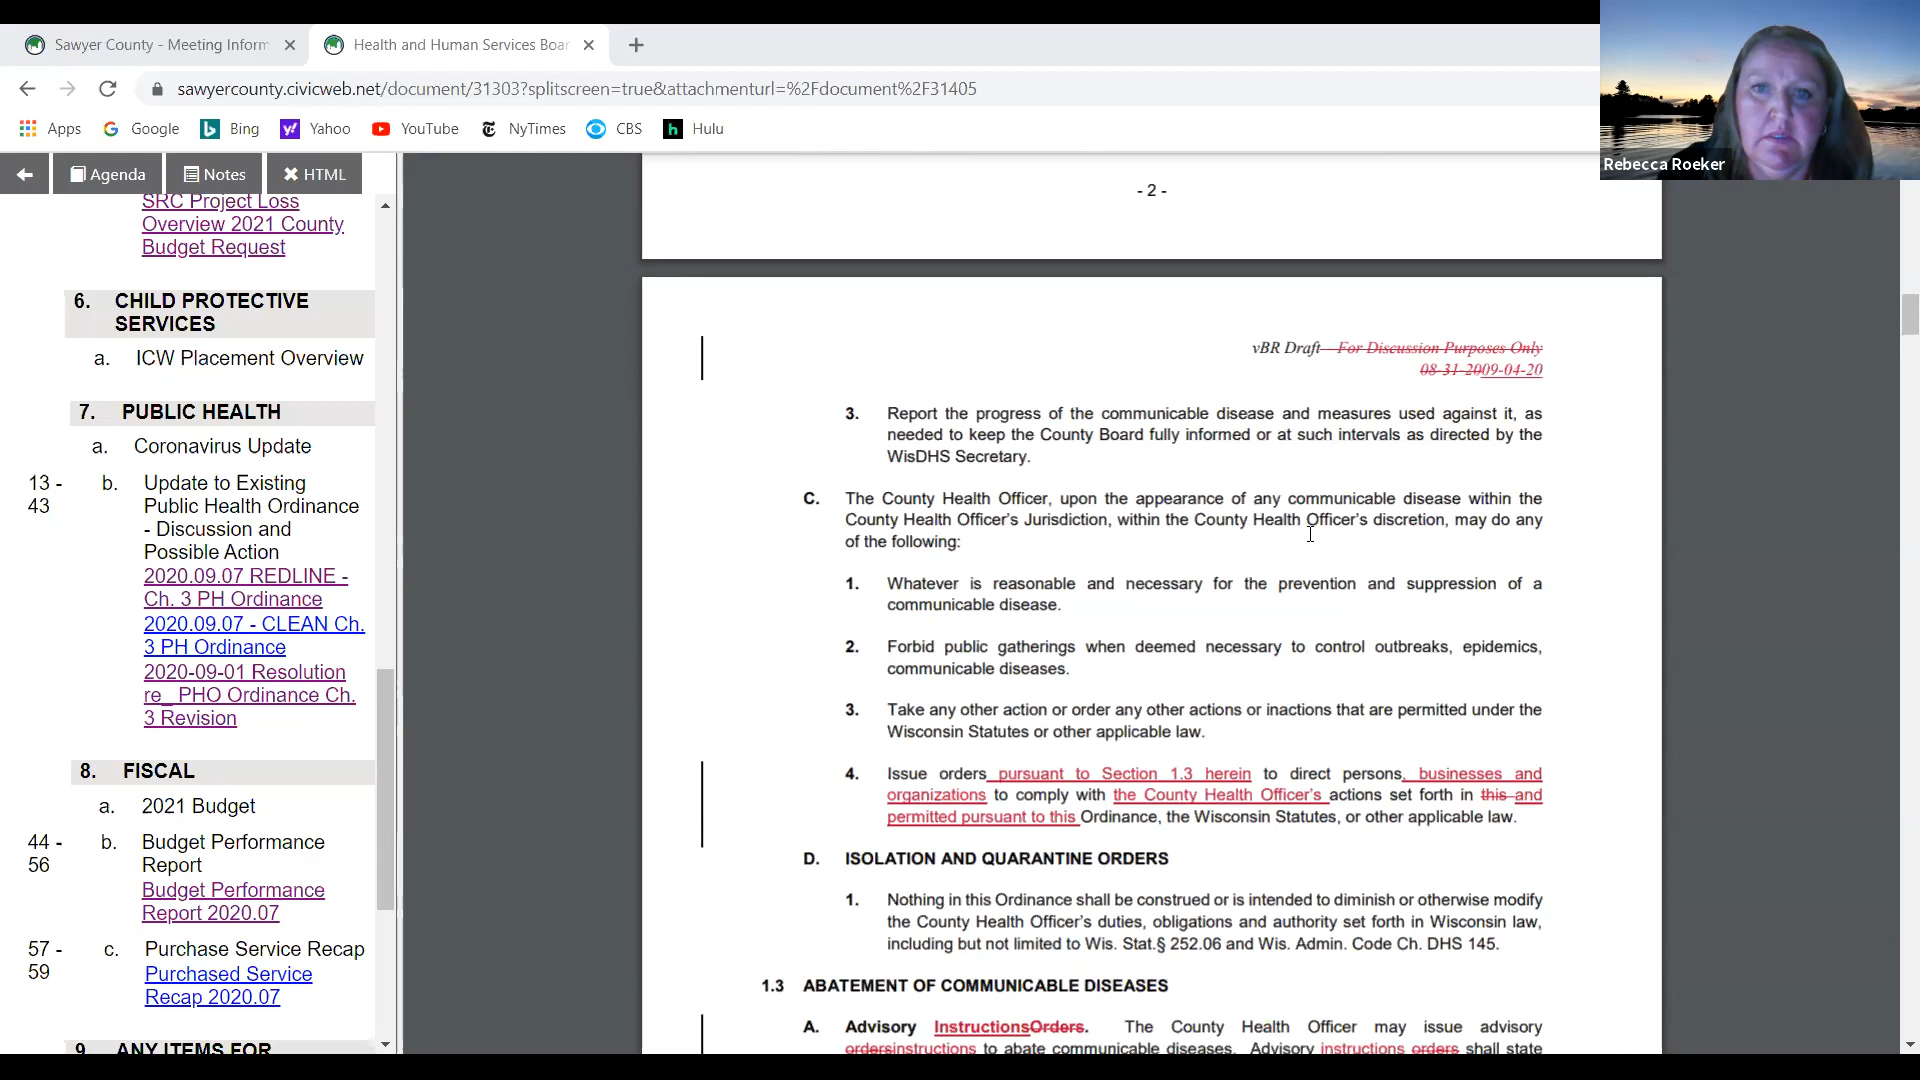 Sawyer County - Meeting Inform
Health and Human Services Boar
sawyercounty.civicweb.net/document/31303?splitscreen=true&attachmenturl=%2Fdocument%2F31405
Apps
Google
Bing
Yahoo
YouTube
NyTimes
CBS
Hulu
Rebecca Roeker
Agenda
Notes
HTML
SRC Project Loss
Overview 2021 County
Budget Request
6. CHILD PROTECTIVE
SERVICES
a. ICW Placement Overview
7. PUBLIC HEALTH
a. Coronavirus Update
13 - b. Update to Existing
43 Public Health Ordinance
- Discussion and
Possible Action
2020.09.07 REDLINE -
Ch. 3 PH Ordinance
2020.09.07 - CLEAN Ch.
3 PH Ordinance
2020-09-01 Resolution
re_ PHO Ordinance Ch.
3 Revision
8. FISCAL
a. 2021 Budget
44 - b. Budget Performance
56 Report
Budget Performance
Report 2020.07
57 - c. Purchase Service Recap
59 Purchased Service
Recap 2020.07
9. ANY ITEMS FOR
- 2 -
vBR Draft - For Discussion Purposes Only
08-31-2009-04-20
3. Report the progress of the communicable disease and measures used against it, as
needed to keep the County Board fully informed or at such intervals as directed by the
WisDHS Secretary.
C. The County Health Officer, upon the appearance of any communicable disease within the
County Health Officer's Jurisdiction, within the County Health Officer's discretion, may do any
of the following:
1. Whatever is reasonable and necessary for the prevention and suppression of a
communicable disease.
2. Forbid public gatherings when deemed necessary to control outbreaks, epidemics,
communicable diseases.
3. Take any other action or order any other actions or inactions that are permitted under the
Wisconsin Statutes or other applicable law.
4. Issue orders pursuant to Section 1.3 herein to direct persons, businesses and
organizations to comply with the County Health Officer's actions set forth in this and
permitted pursuant to this Ordinance, the Wisconsin Statutes, or other applicable law.
D. ISOLATION AND QUARANTINE ORDERS
1. Nothing in this Ordinance shall be construed or is intended to diminish or otherwise modify
the County Health Officer's duties, obligations and authority set forth in Wisconsin law,
including but not limited to Wis. Stat.§ 252.06 and Wis. Admin. Code Ch. DHS 145.
1.3 ABATEMENT OF COMMUNICABLE DISEASES
A. Advisory InstructionsOrders. The County Health Officer may issue advisory
ordersinstructions to abate communicable diseases. Advisory instructions orders shall state